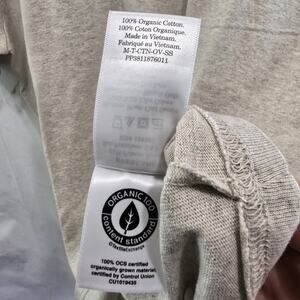 100% Organic Cotton.
100% Coton Organique.
Made in Vietnam.
Fabriqué au Vietnam.
M-T-CTN-OV-SS
PP3811876011
ORGANIC 100
content standard
©TextileExchange
100% OCS certified
organically grown material,
certified by Control Union
CU1019435